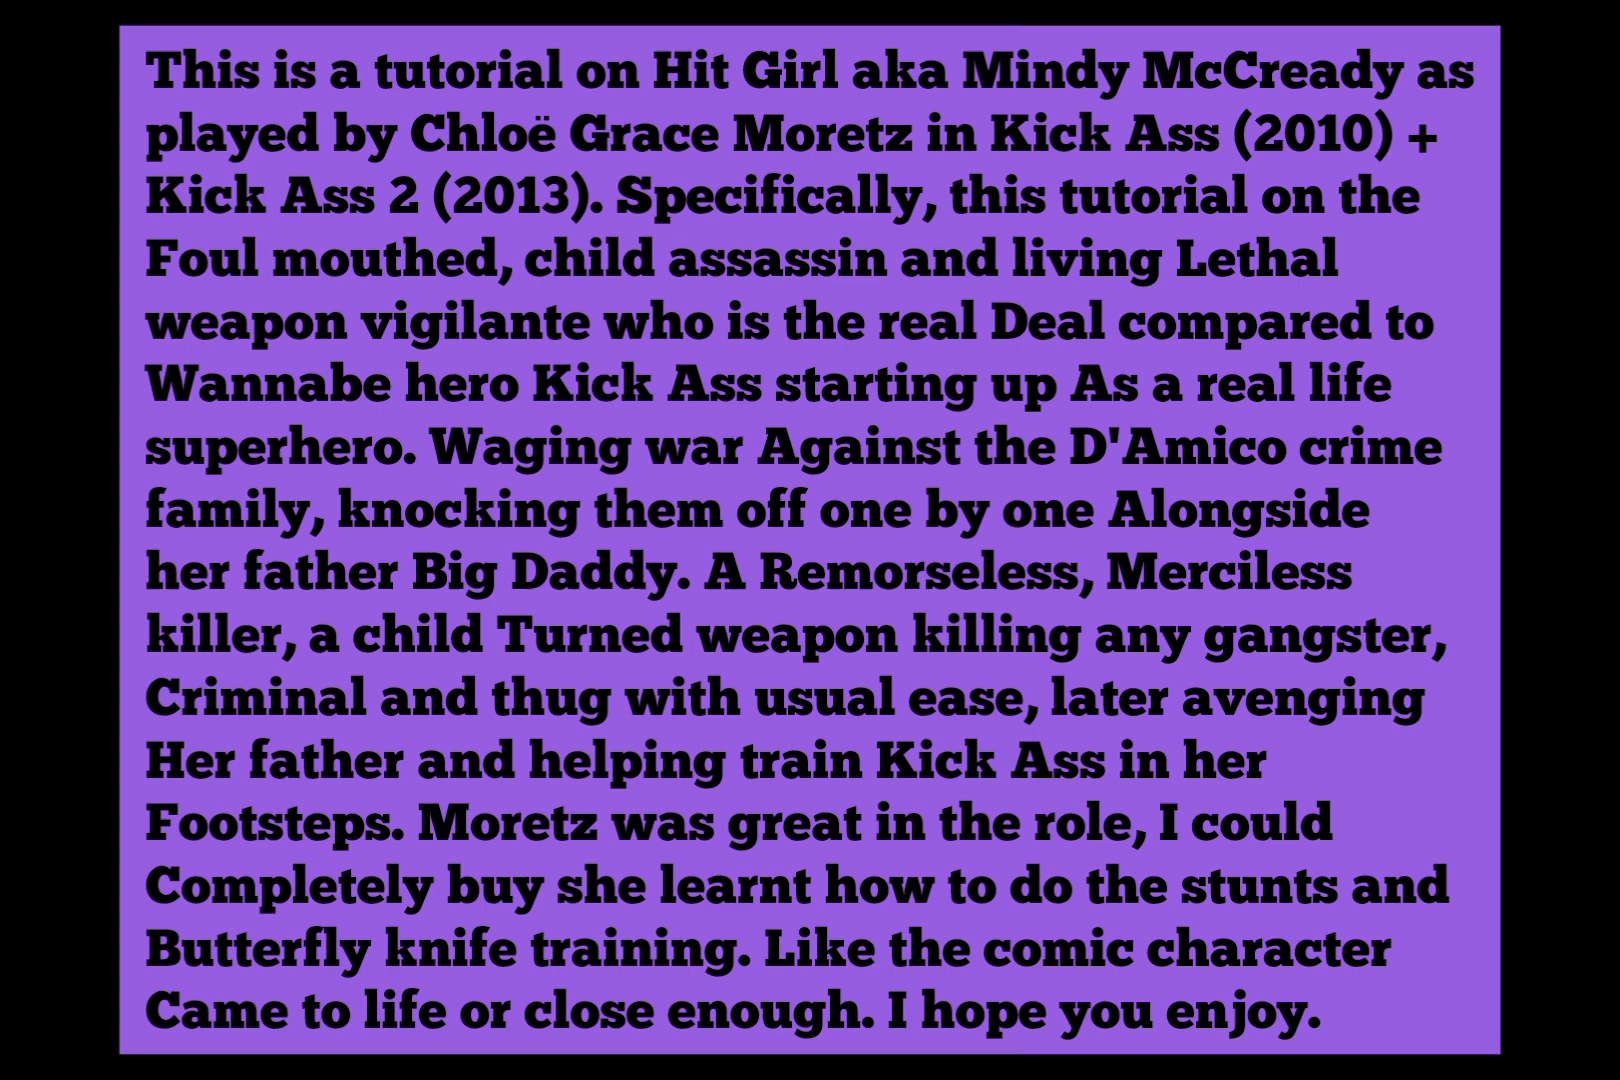 This is a tutorial on Hit Girl aka Mindy McCready as
played by Chloë Grace Moretz in Kick Ass (2010) +
Kick Ass 2 (2013). Specifically, this tutorial on the
Foul mouthed, child assassin and living Lethal
weapon vigilante who is the real Deal compared to
Wannabe hero Kick Ass starting up As a real life
superhero. Waging war Against the D'Amico crime
family, knocking them off one by one Alongside
her father Big Daddy. A Remorseless, Merciless
killer, a child Turned weapon killing any gangster,
Criminal and thug with usual ease, later avenging
Her father and helping train Kick Ass in her
Footsteps. Moretz was great in the role, I could
Completely buy she learnt how to do the stunts and
Butterfly knife training. Like the comic character
Came to life or close enough. I hope you enjoy.